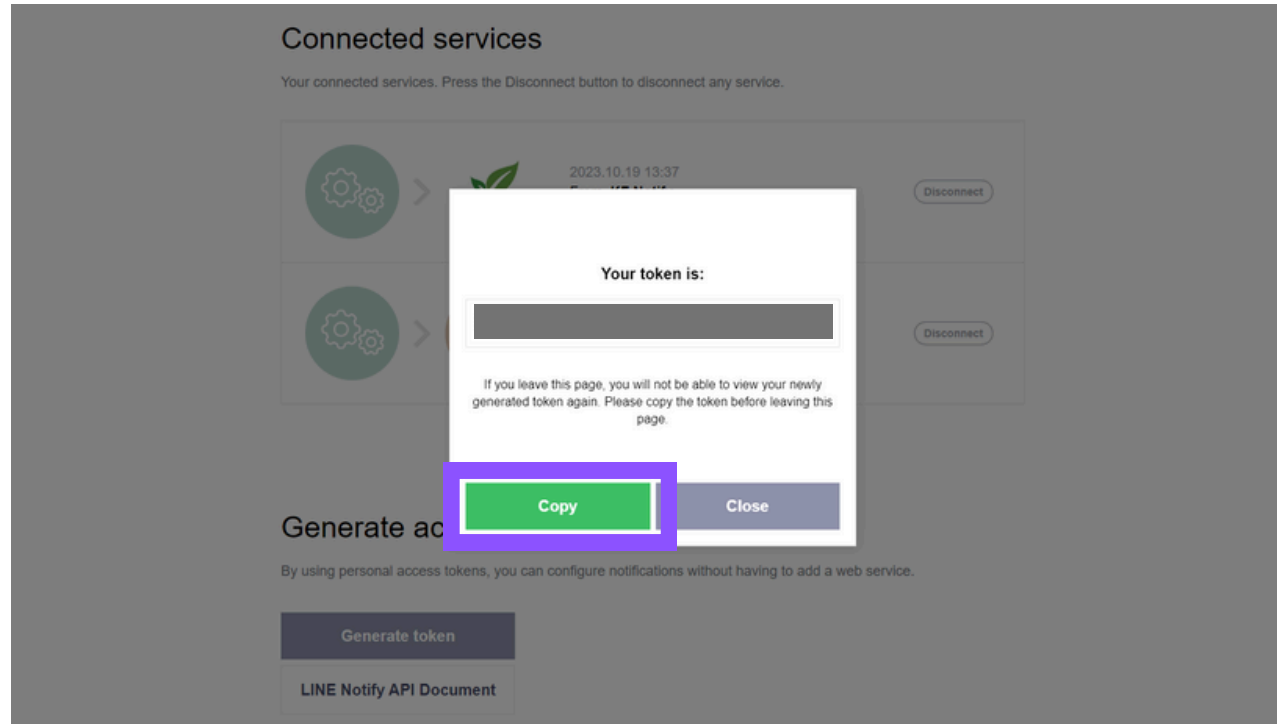 Connected services
Your connected services. Press the Disconnect button to disconnect any service.
2023.10.19 13:37
Disconnect
Your token is:
Disconnect
If you leave this page, you will not be able to view your newly
generated token again. Please copy the token before leaving this
page.
Copy
Close
Generate ac
By using personal access tokens, you can configure notifications without having to add a web service.
Generate token
LINE Notify API Document